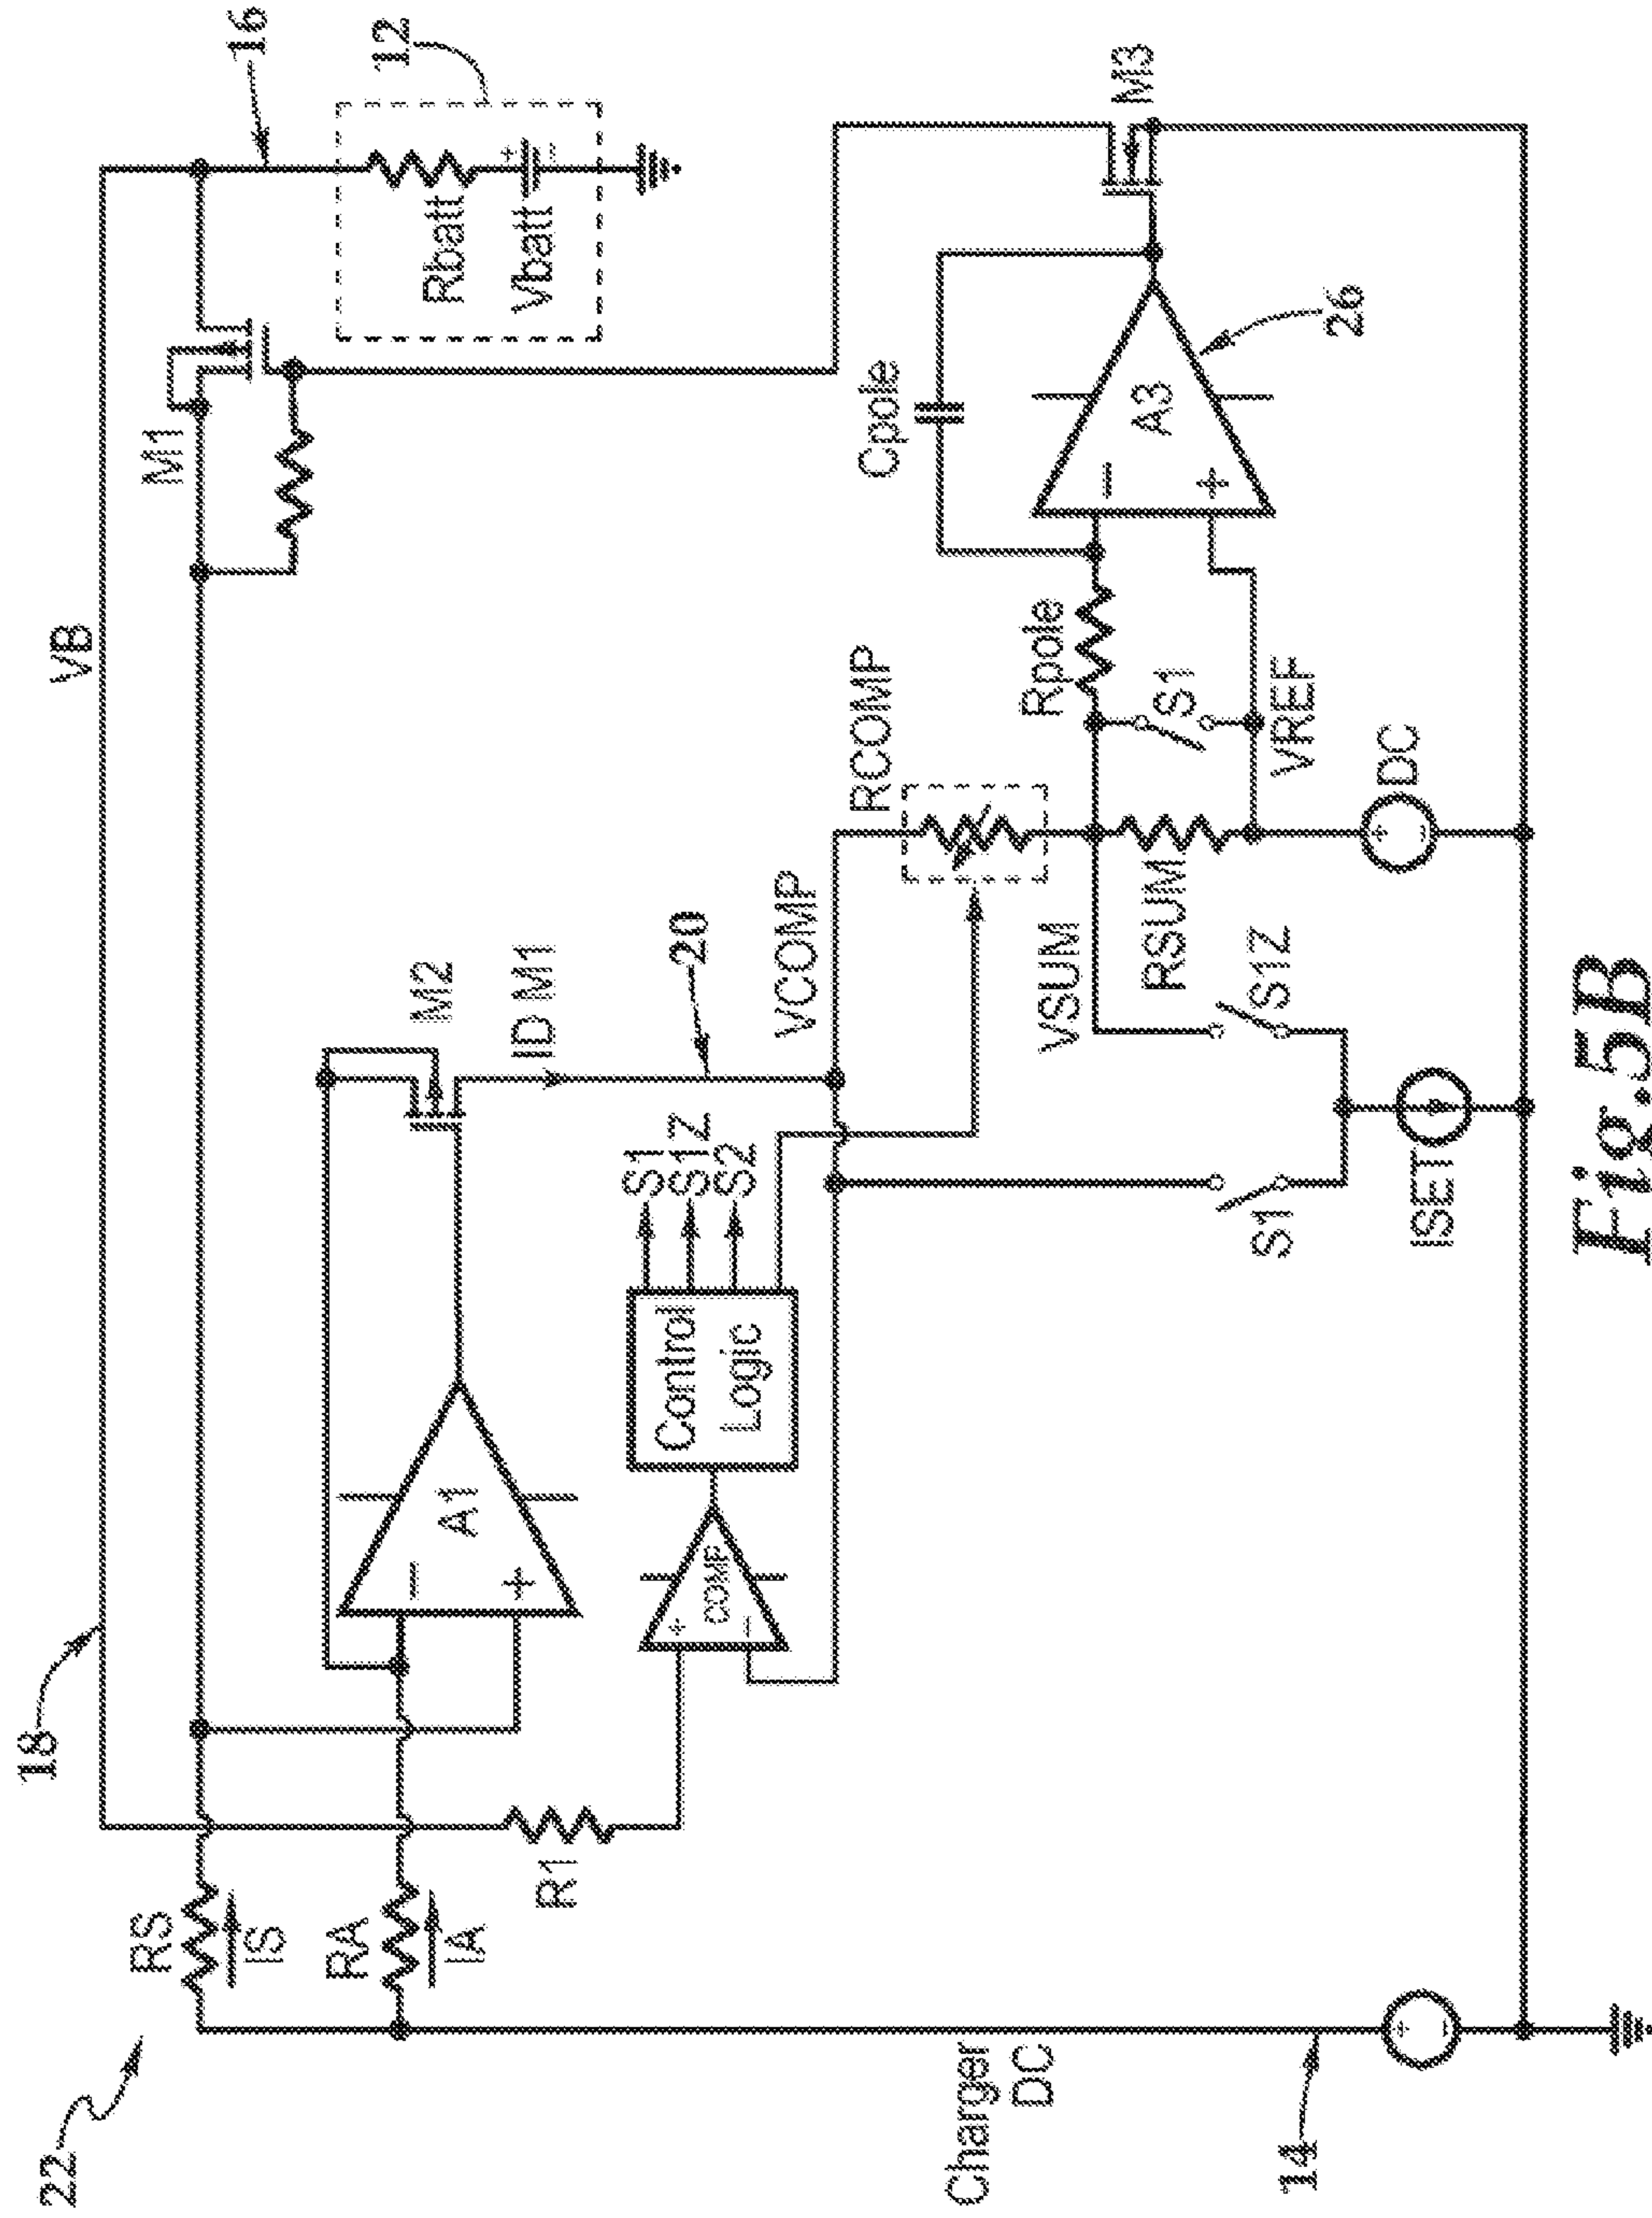 22
18
VB
16
12
RS
IS
RA
IA
M1
Rbatt
Vbatt
+
−
A1
−
+
M2
ID M1
R1
COMP
+
−
Control
Logic
S1
S1Z
S2
20
VCOMP
RCOMP
Cpole
Charger
DC
VSUM
Rpole
A3
−
+
M3
RSUM
S1
S1
S1Z
VREF
26
14
ISET
DC
+
−
+
−
Fig.5B